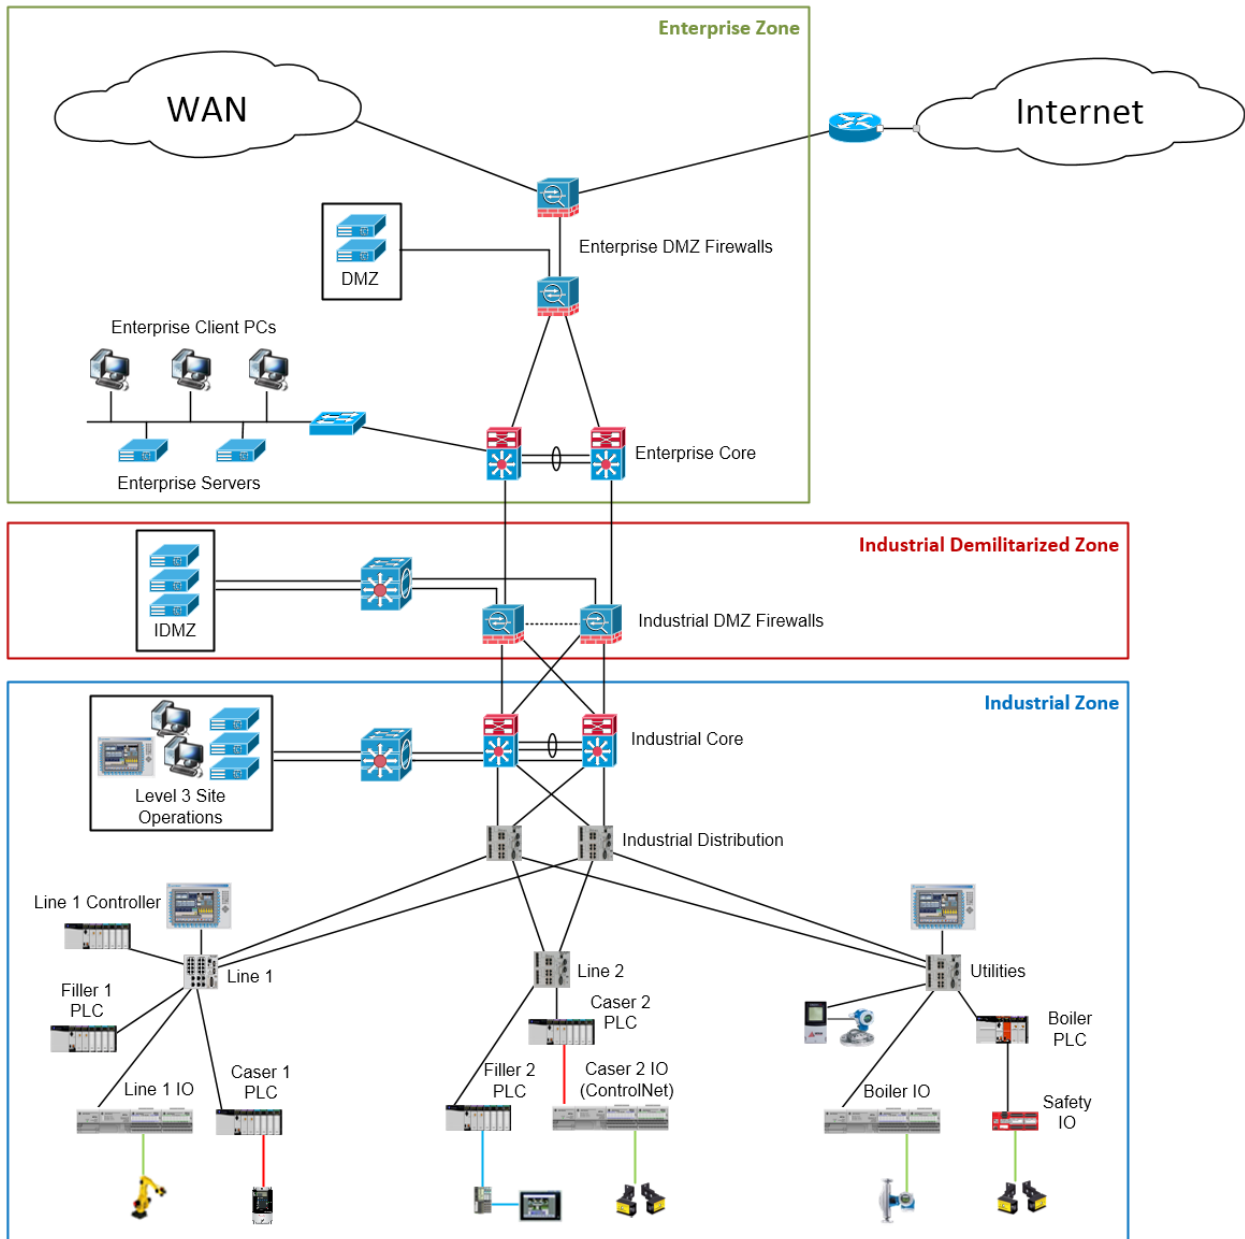 Enterprise Zone
WAN
Internet
Enterprise DMZ Firewalls
DMZ
Enterprise Client PCs
Enterprise Core
Enterprise Servers
Industrial Demilitarized Zone
IDMZ
Industrial DMZ Firewalls
Industrial Zone
Industrial Core
Level 3 Site
Operations
Industrial Distribution
Line 1 Controller
Line 1
Line 2
Utilities
Filler 1
PLC
Caser 2
PLC
Boiler
PLC
Line 1 IO
Caser 1
PLC
Filler 2
PLC
Caser 2 IO
(ControlNet)
Boiler IO
Safety
IO